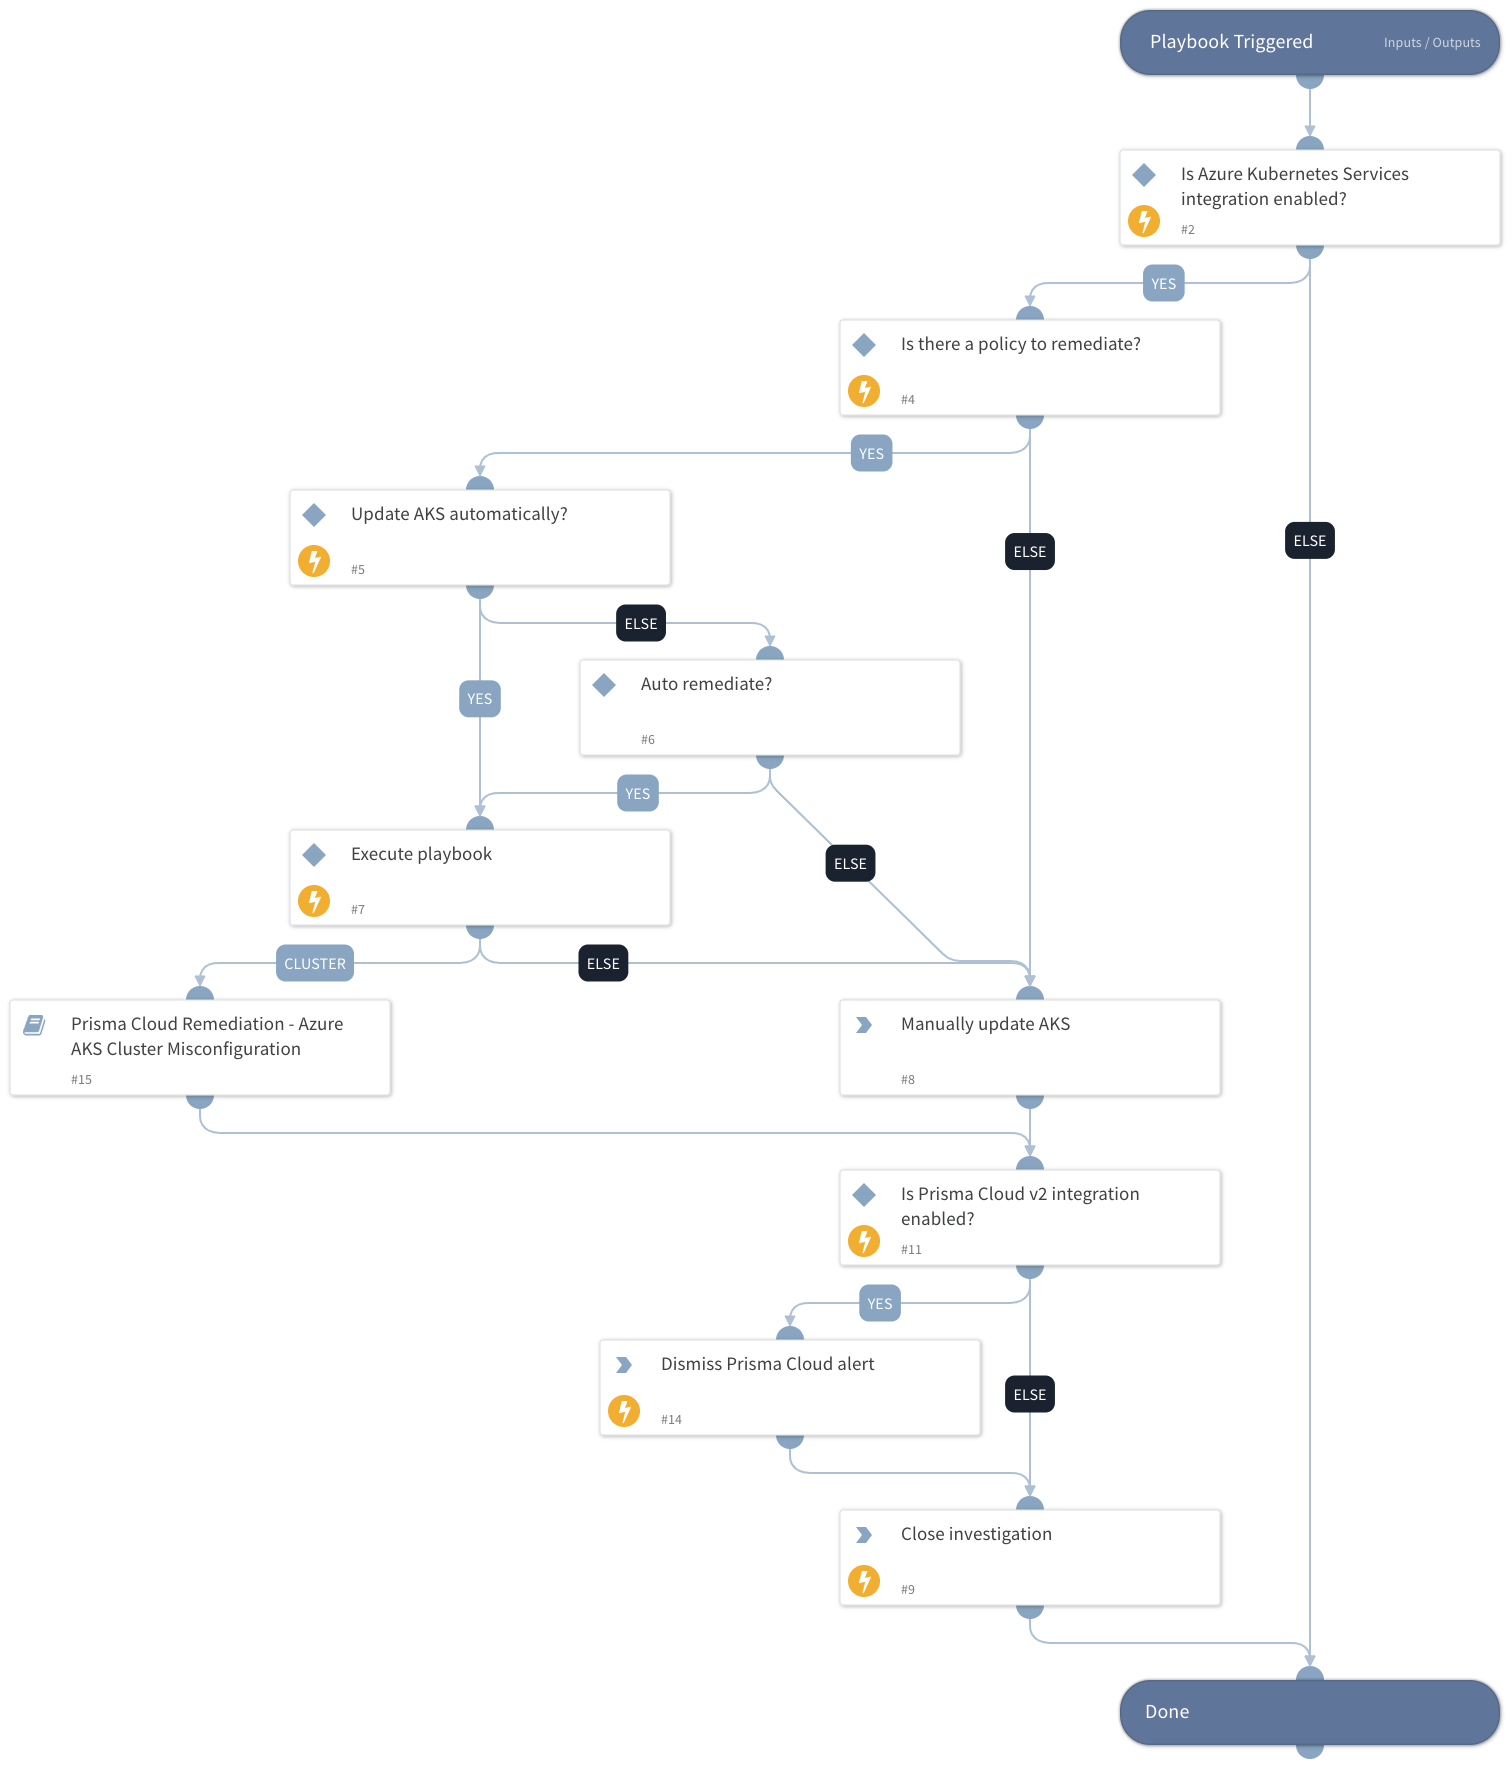 Playbook Triggered
Inputs / Outputs
Is Azure Kubernetes Services
integration enabled?
#2
YES
Is there a policy to remediate?
#4
YES
Update AKS automatically?
#5
ELSE
ELSE
ELSE
Auto remediate?
#6
YES
YES
Execute playbook
#7
ELSE
CLUSTER
ELSE
Prisma Cloud Remediation - Azure
AKS Cluster Misconfiguration
#15
Manually update AKS
#8
Is Prisma Cloud v2 integration
enabled?
#11
YES
Dismiss Prisma Cloud alert
#14
ELSE
Close investigation
#9
Done